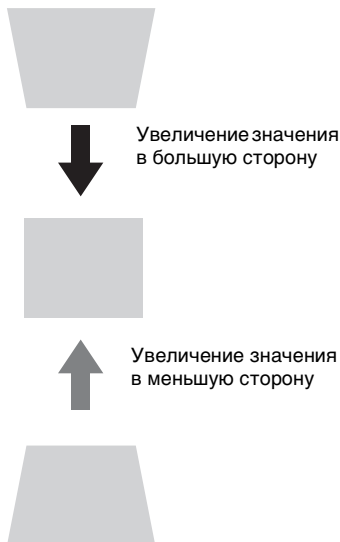 Увеличение значения
в большую сторону
Увеличение значения
в меньшую сторону